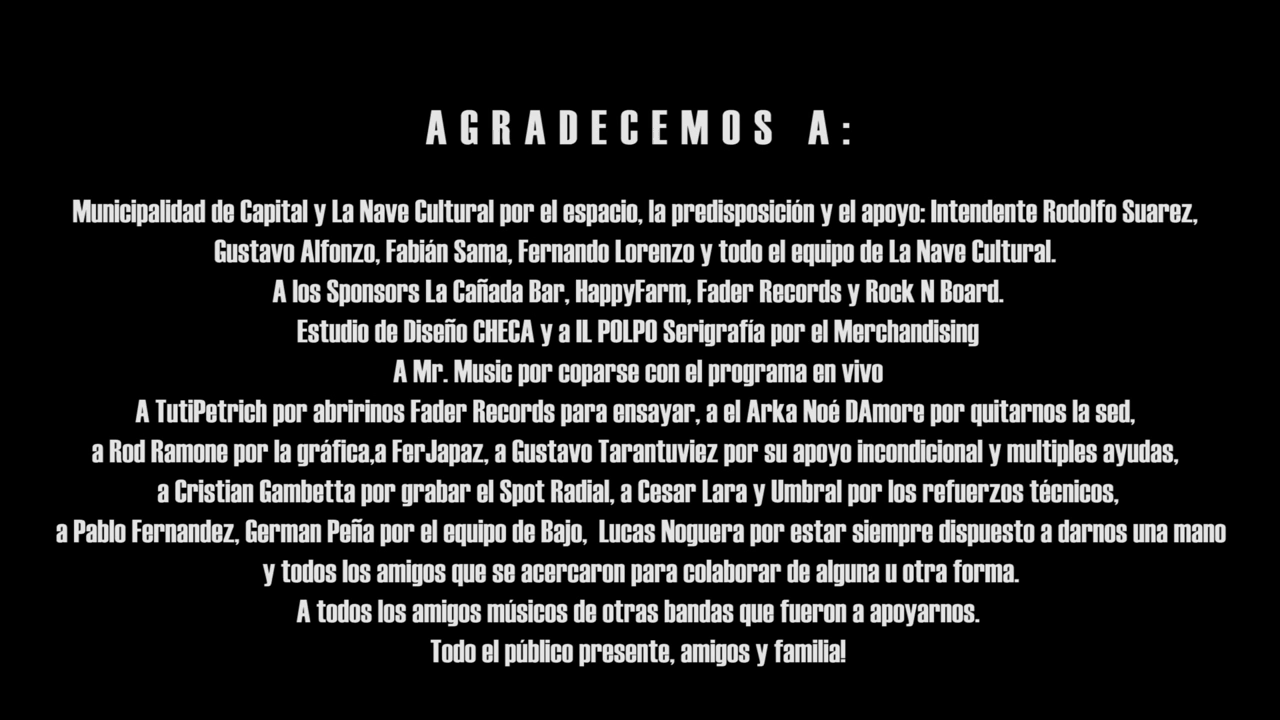 AGRADECEMOS A:
Municipalidad de Capital y La Nave Cultural por el espacio, la predisposición y el apoyo: Intendente Rodolfo Suarez,
Gustavo Alfonzo, Fabián Sama, Fernando Lorenzo y todo el equipo de La Nave Cultural.
A los Sponsors La Cañada Bar, HappyFarm, Fader Records y Rock N Board.
Estudio de Diseño CHECA y a IL POLPO Serigrafía por el Merchandising
A Mr. Music por coparse con el programa en vivo
A TutiPetrich por abririnos Fader Records para ensayar, a el Arka Noé DAmore por quitarnos la sed,
a Rod Ramone por la gráfica,a FerJapaz, a Gustavo Tarantuviez por su apoyo incondicional y multiples ayudas,
a Cristian Gambetta por grabar el Spot Radial, a Cesar Lara y Umbral por los refuerzos técnicos,
a Pablo Fernandez, German Peña por el equipo de Bajo, Lucas Noguera por estar siempre dispuesto a darnos una mano
y todos los amigos que se acercaron para colaborar de alguna u otra forma.
A todos los amigos músicos de otras bandas que fueron a apoyarnos.
Todo el público presente, amigos y familia!